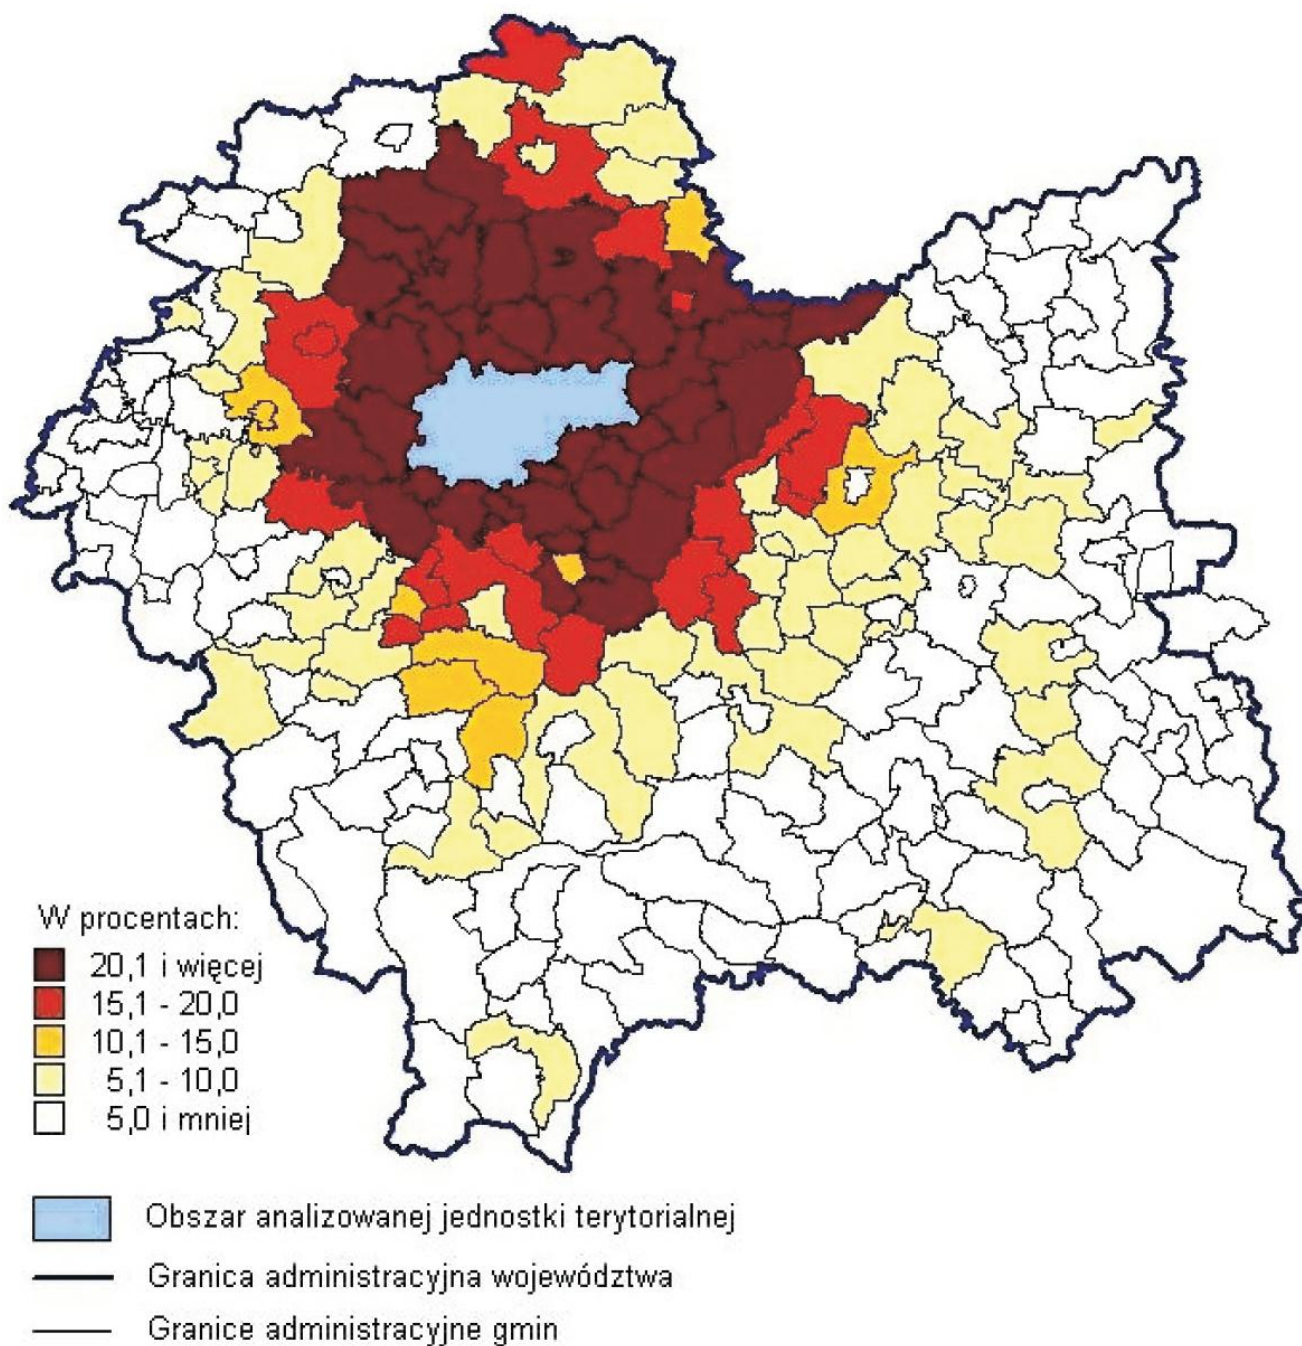 W procentach:
20,1 i więcej
15,1 - 20,0
10,1 - 15,0
5,1 - 10,0
5,0 i mniej
Obszar analizowanej jednostki terytorialnej
Granica administracyjna województwa
Granice administracyjne gmin